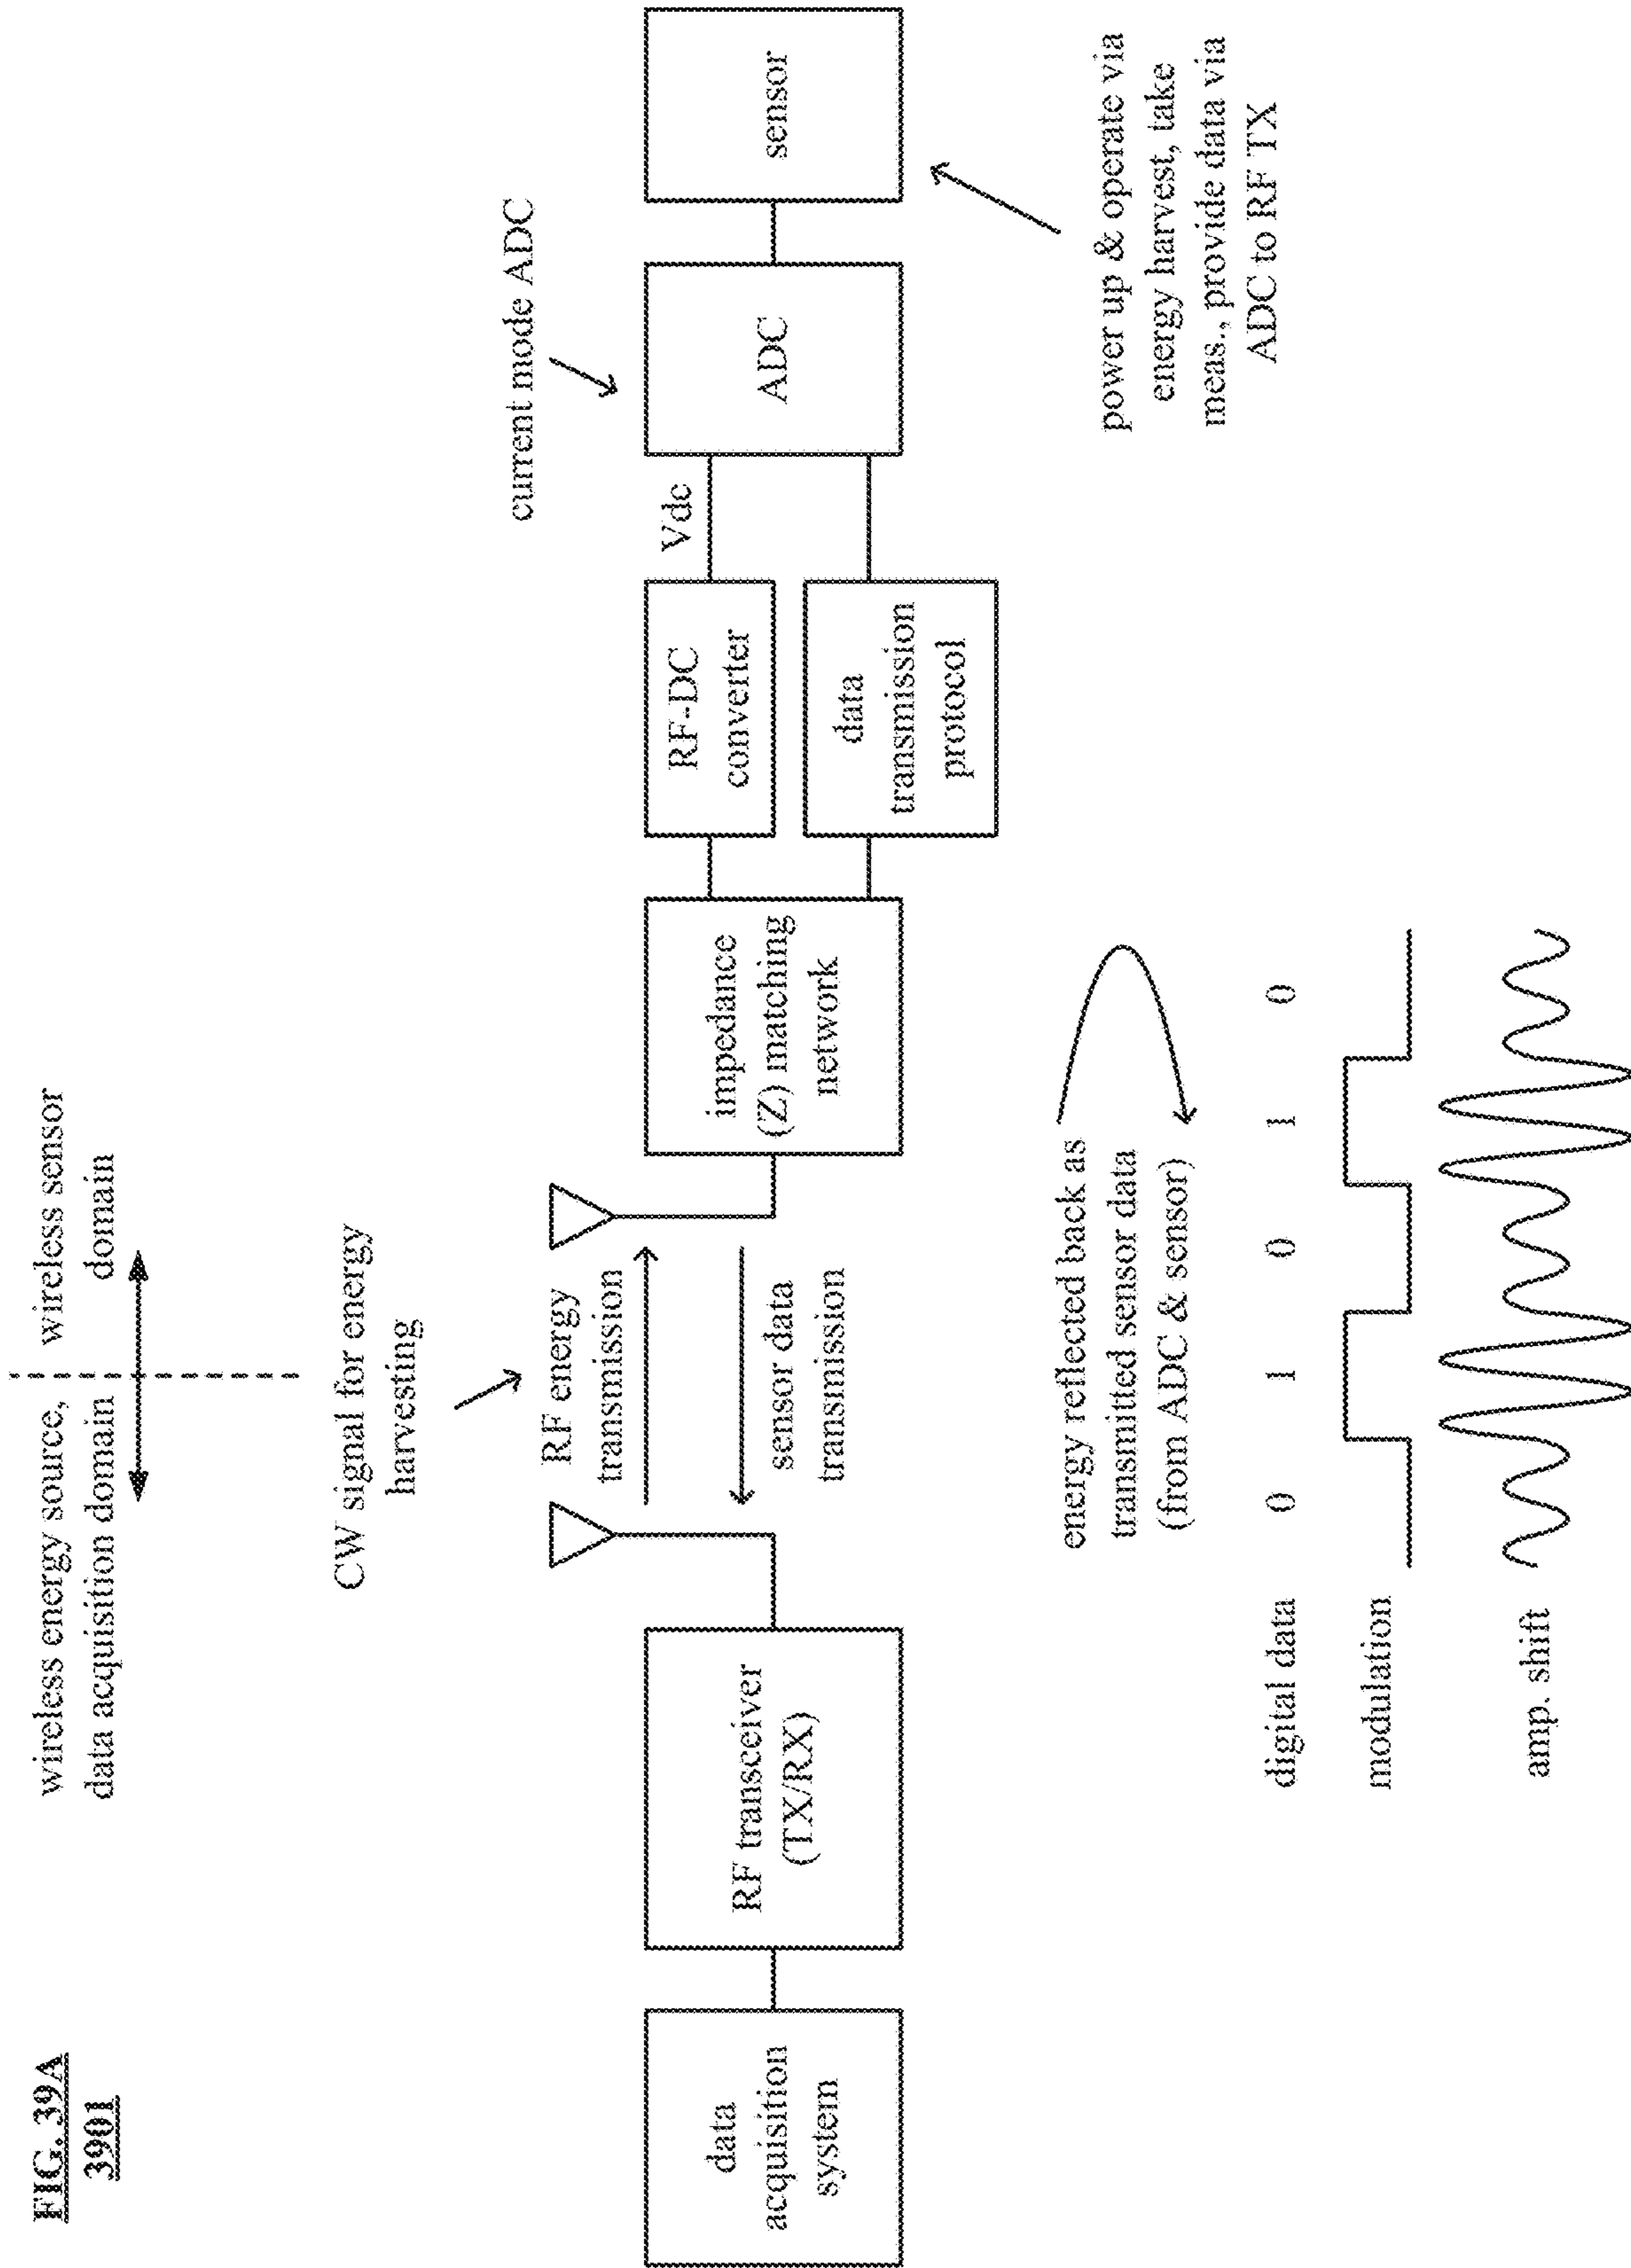 FIG. 39A
3901
wireless energy source,
data acquisition domain
wireless sensor
domain
CW signal for energy
harvesting
RF energy
transmission
sensor data
transmission
current mode ADC
data
acquisition
system
RF transceiver
(TX/RX)
impedance
(Z) matching
network
RF-DC
converter
Vdc
data
transmission
protocol
ADC
sensor
power up & operate via
energy harvest, take
meas., provide data via
ADC to RF TX
energy reflected back as
transmitted sensor data
(from ADC & sensor)
digital data 0 1 0 1 0
modulation
amp. shift